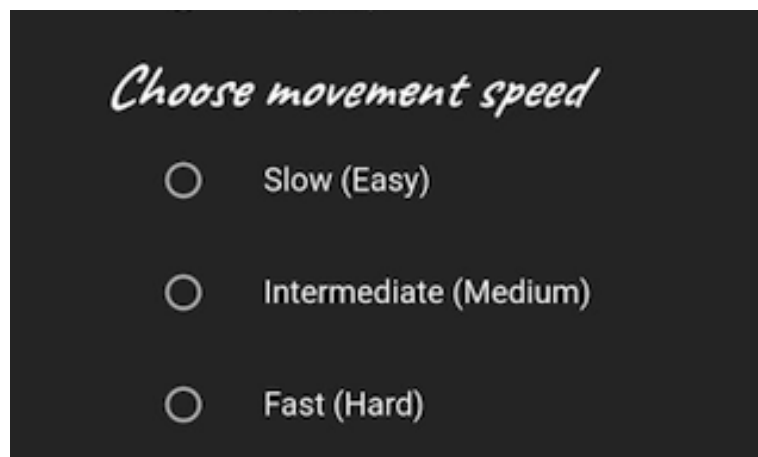 Choose movement speed
Slow (Easy)
Intermediate (Medium)
Fast (Hard)